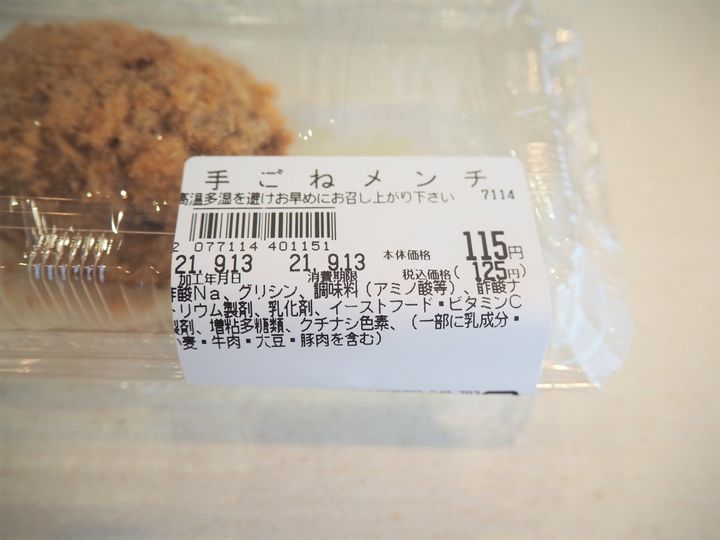 手ごねメンチ
高温多湿を避けお早めにお召し上がり下さい 7114
2 077114 401151
本体価格 115円
21.9.13 21.9.13 税込価格( 125円)
加工年月日 消費期限
酢酸Na、グリシン、調味料(アミノ酸等)、酢酸ナ
トリウム製剤、乳化剤、イーストフード・ビタミンC
製剤、増粘多糖類、クチナシ色素、(一部に乳成分・
小麦・牛肉・大豆・豚肉を含む)